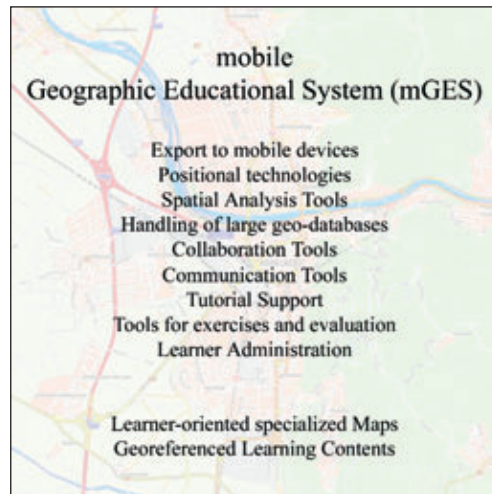 mobile
Geographic Educational System (mGES)
Export to mobile devices
Positional technologies
Spatial Analysis Tools
Handling of large geo-databases
Collaboration Tools
Communication Tools
Tutorial Support
Tools for exercises and evaluation
Learner Administration
Learner-oriented specialized Maps
Georeferenced Learning Contents